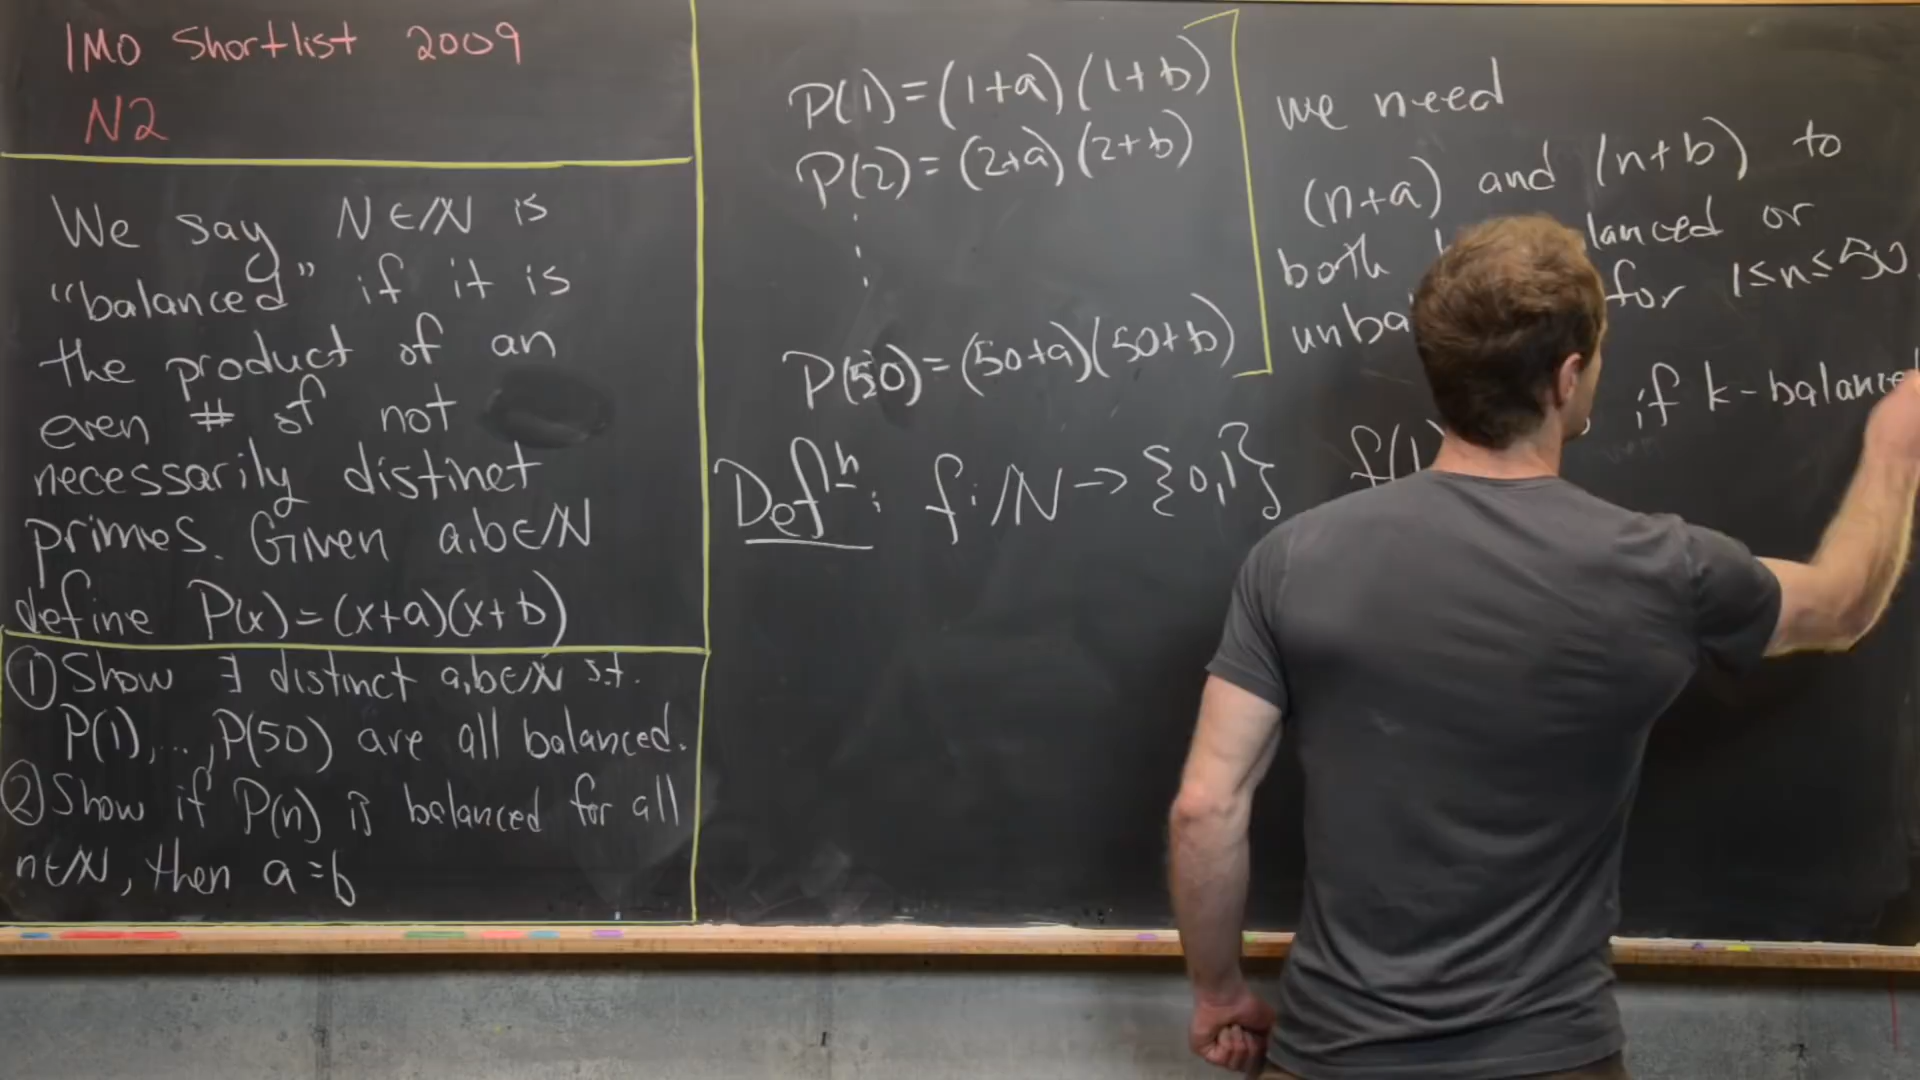 IMO Shortlist 2009
N2
We say N∈ℕ is
"balanced" if it is
the product of an
even # of not
necessarily distinct
primes. Given a,b∈ℕ
define P(x)=(x+a)(x+b)
① Show ∃ distinct a,b∈ℕ s.t.
P(1),...,P(50) are all balanced.
② Show if P(n) is balanced for all
n∈ℕ, then a=b
P(1)=(1+a)(1+b)
P(2)=(2+a)(2+b)
P(50)=(50+a)(50+b)
Defⁿ: f:ℕ→{0,1}
we need
(n+a) and (n+b) to
both or
for 1≤n≤50
if k-balance